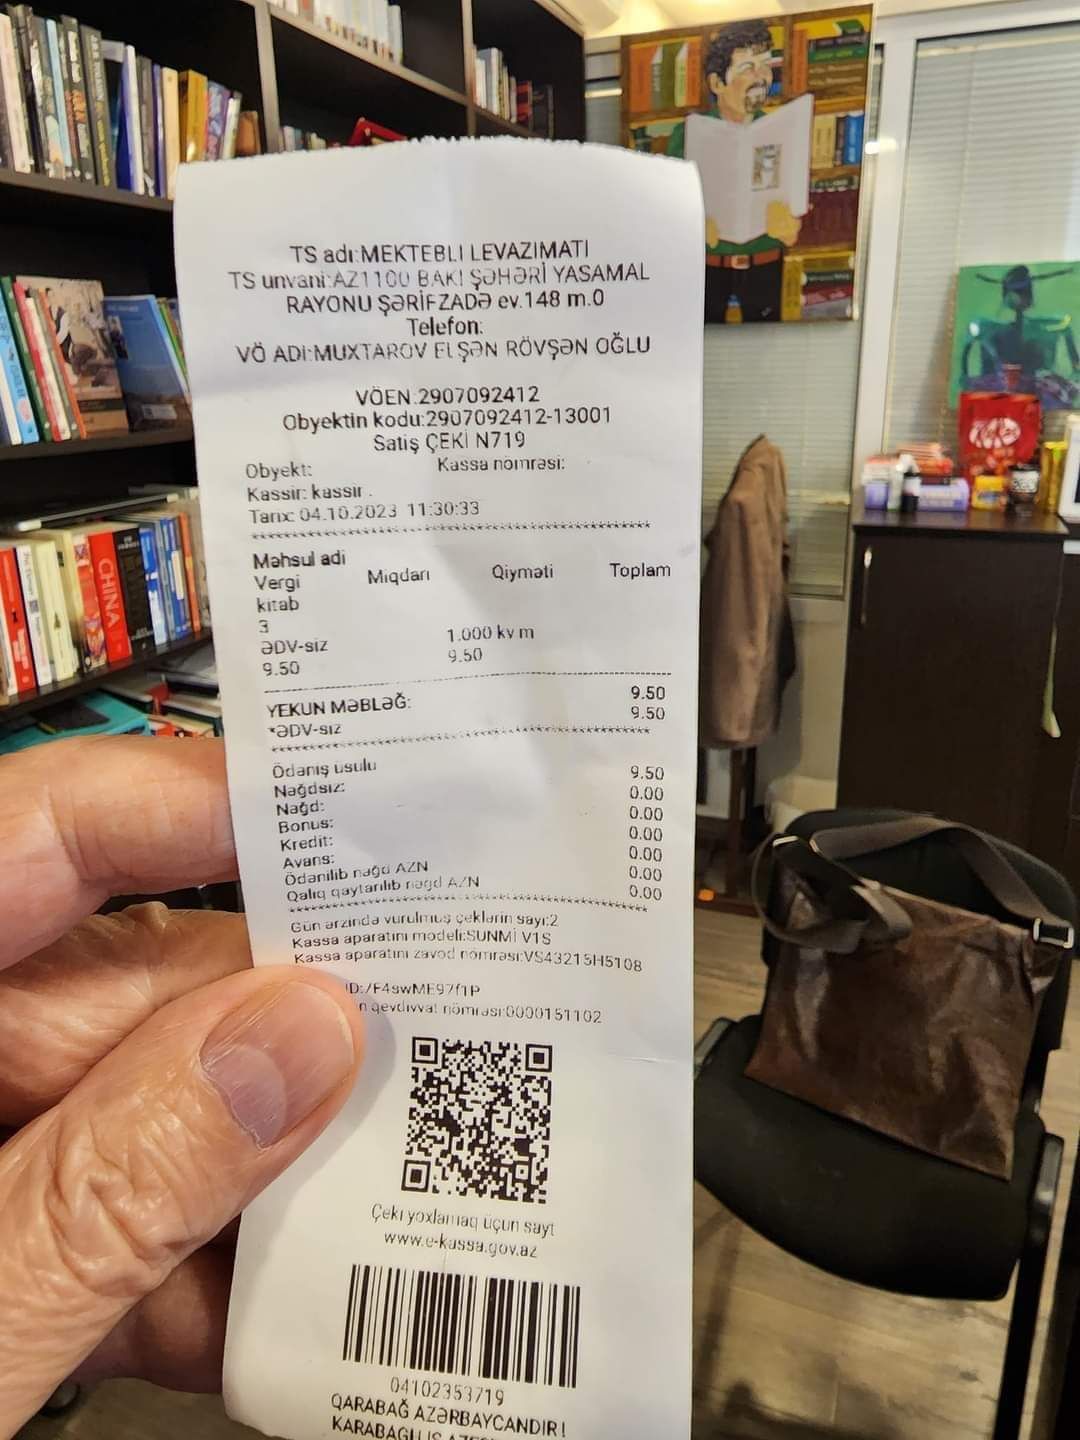 TS adı:MEKTEBLI LEVAZIMATI
TS unvanı:AZ1100 BAKI ŞƏHƏRİ YASAMAL
RAYONU ŞƏRİFZADƏ ev.148 m.0
Telefon:
VÖ ADI:MUXTAROV ELŞƏN RÖVŞƏN OĞLU
VÖEN:2907092412
Obyektin kodu:2907092412-13001
Satış ÇEKİ N719
Obyekt: Kassa nömrəsi:
Kassir: kassir .
Tarix: 04.10.2023 11:30:33
Məhsul adi
Vergi Miqdarı Qiyməti Toplam
kitab
3
ƏDV-siz 1.000 kv.m
9.50 9.50
YEKUN MƏBLƏĞ: 9.50
*ƏDV-siz 9.50
Ödəniş üsulu
Nağdsız: 9.50
Nağd: 0.00
Bonus: 0.00
Kredit: 0.00
Avans: 0.00
Ödənilib nağd AZN 0.00
Qalıq qaytarılıb nağd AZN 0.00
Gün ərzində vurulmuş çeklərin sayı:2
Kassa aparatını modeli:SUNMİ V1S
Kassa aparatını zavod nömrəsi:VS43215H5108
ID:/F4swME97f1P
qeydiyyat nömrəsi:0000151102
Çeki yoxlamaq üçün sayt
www.e-kassa.gov.az
04102353719
QARABAĞ AZƏRBAYCANDIR!
CHINA
KitKat